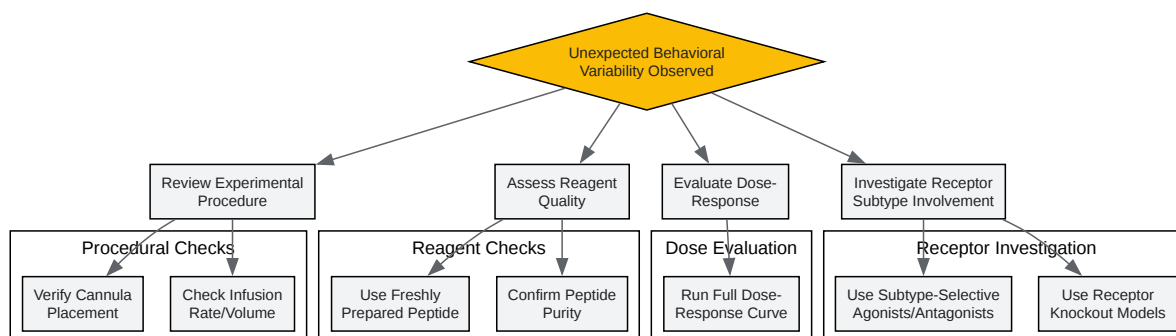 Unexpected Behavioral
Variability Observed
Review Experimental
Procedure
Assess Reagent
Quality
Evaluate Dose-
Response
Investigate Receptor
Subtype Involvement
Procedural Checks
Verify Cannula
Placement
Check Infusion
Rate/Volume
Reagent Checks
Use Freshly
Prepared Peptide
Confirm Peptide
Purity
Dose Evaluation
Run Full Dose-
Response Curve
Receptor Investigation
Use Subtype-Selective
Agonists/Antagonists
Use Receptor
Knockout Models